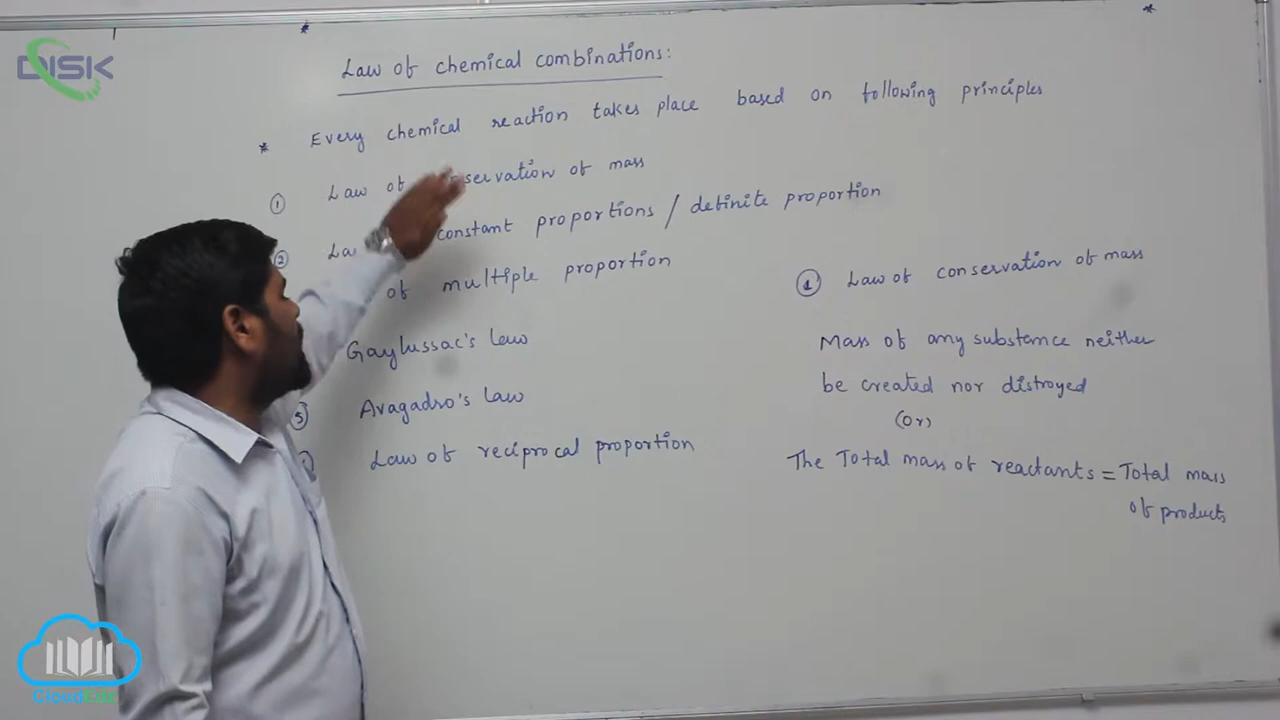 DISK
Law of chemical combinations:
* Every chemical reaction takes place based on following principles
① Law of conservation of mass
② constant proportions / definite proportion
of multiple proportion
Gaylussac's law
⑤ Avagadro's law
Law of reciprocal proportion
① Law of conservation of mass
Mass of any substance neither
be created nor distroyed
(Or)
The Total mass of reactants = Total mass
of products
CloudEdz